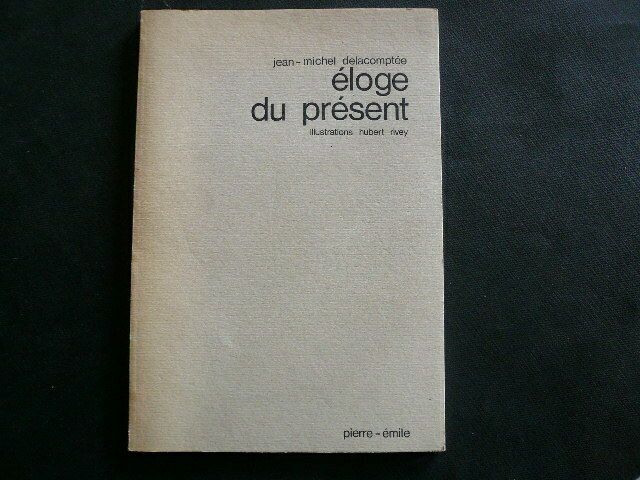 jean-michel delacomptée
éloge
du présent
illustrations hubert rivey
pierre-émile